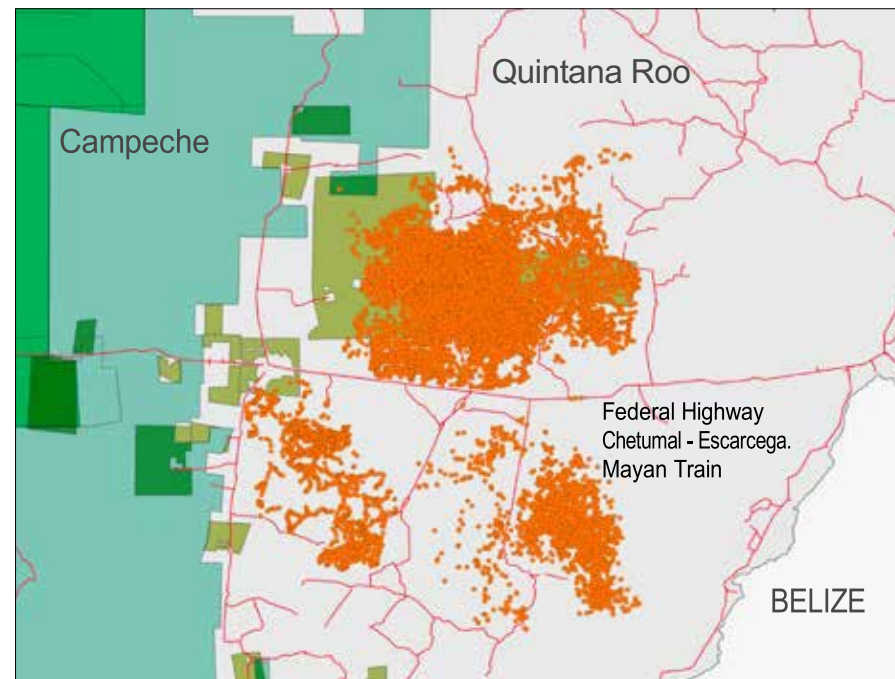 Quintana Roo
Campeche
Federal Highway
Chetumal - Escarcega.
Mayan Train
BELIZE